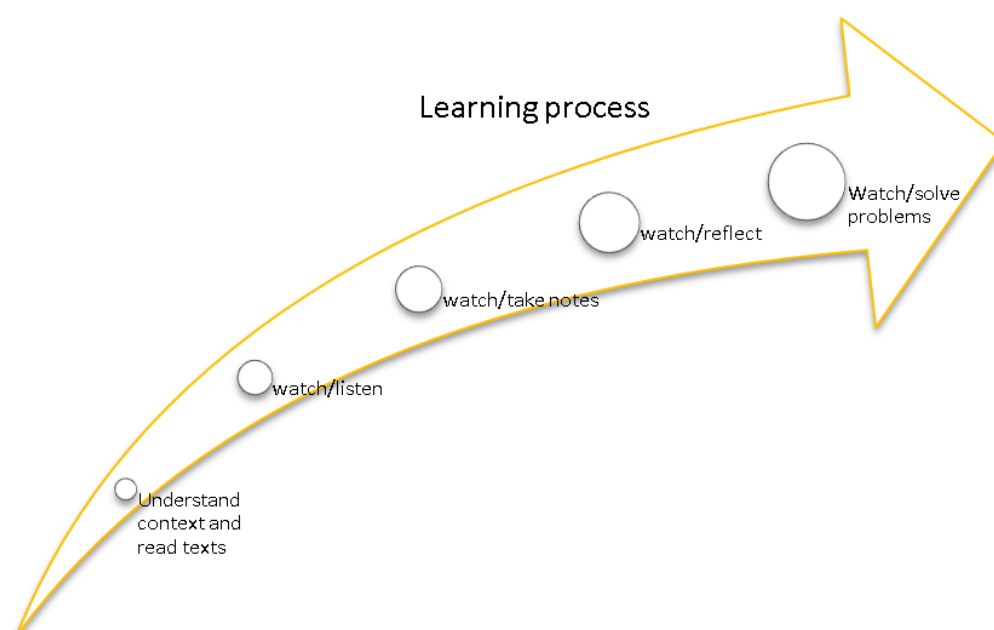 Learning process
Watch/solve
problems
watch/reflect
watch/take notes
watch/listen
Understand
context and
read texts